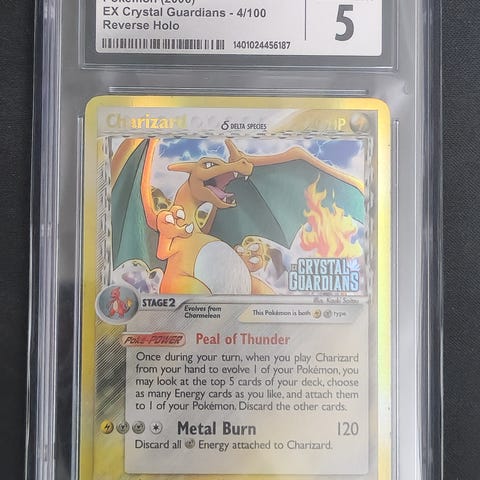 Pokemon (2006)
EX Crystal Guardians - 4/100
Reverse Holo
5
1401024456187
Charizard
δ DELTA SPECIES
HP
CRYSTAL
GUARDIANS
Illus. Kouki Saitou
STAGE 2
Evolves from
Charmeleon
This Pokémon is both type.
Poké-POWER
Peal of Thunder
Once during your turn, when you play Charizard
from your hand to evolve 1 of your Pokémon, you
may look at the top 5 cards of your deck, choose
as many Energy cards as you like, and attach them
to 1 of your Pokémon. Discard the other cards.
Metal Burn 120
Discard all Energy attached to Charizard.